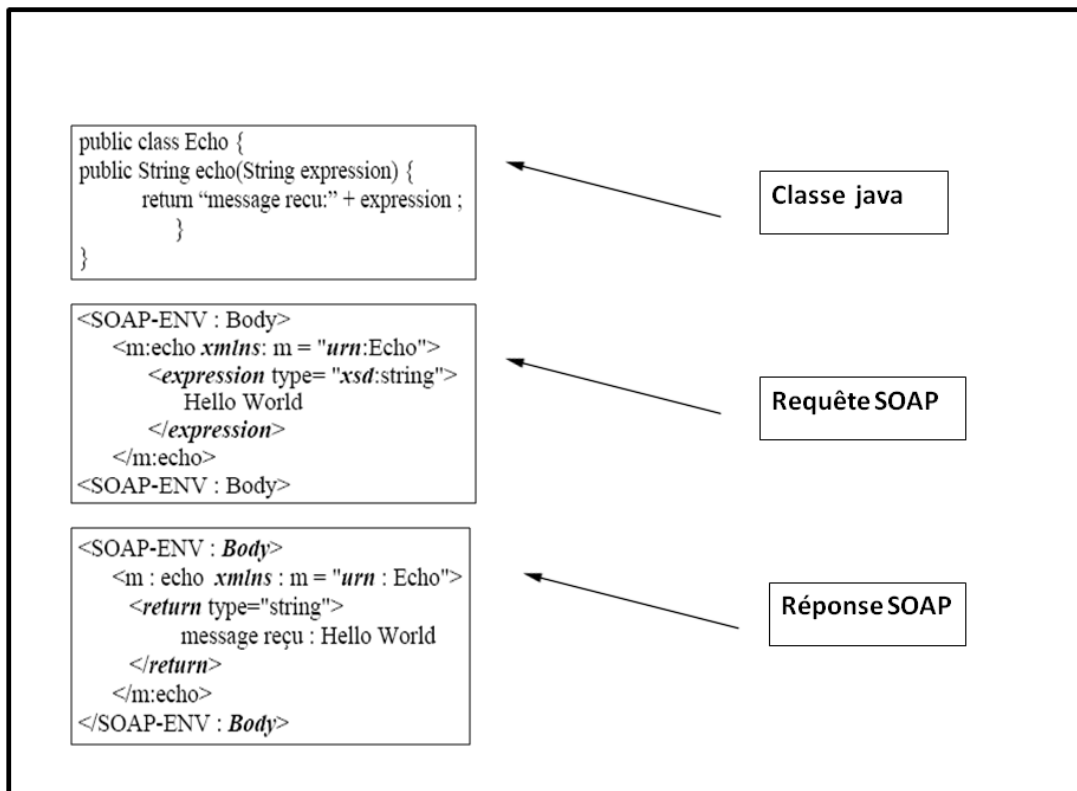 public class Echo {
public String echo(String expression) {
return “message recu:” + expression ;
}
}
Classe java
<SOAP-ENV : Body>
<m:echo xmlns: m = "urn:Echo">
<expression type= "xsd:string">
Hello World
</expression>
</m:echo>
<SOAP-ENV : Body>
Requête SOAP
<SOAP-ENV : Body>
<m : echo xmlns : m = "urn : Echo">
<return type="string">
message reçu : Hello World
</return>
</m:echo>
</SOAP-ENV : Body>
Réponse SOAP